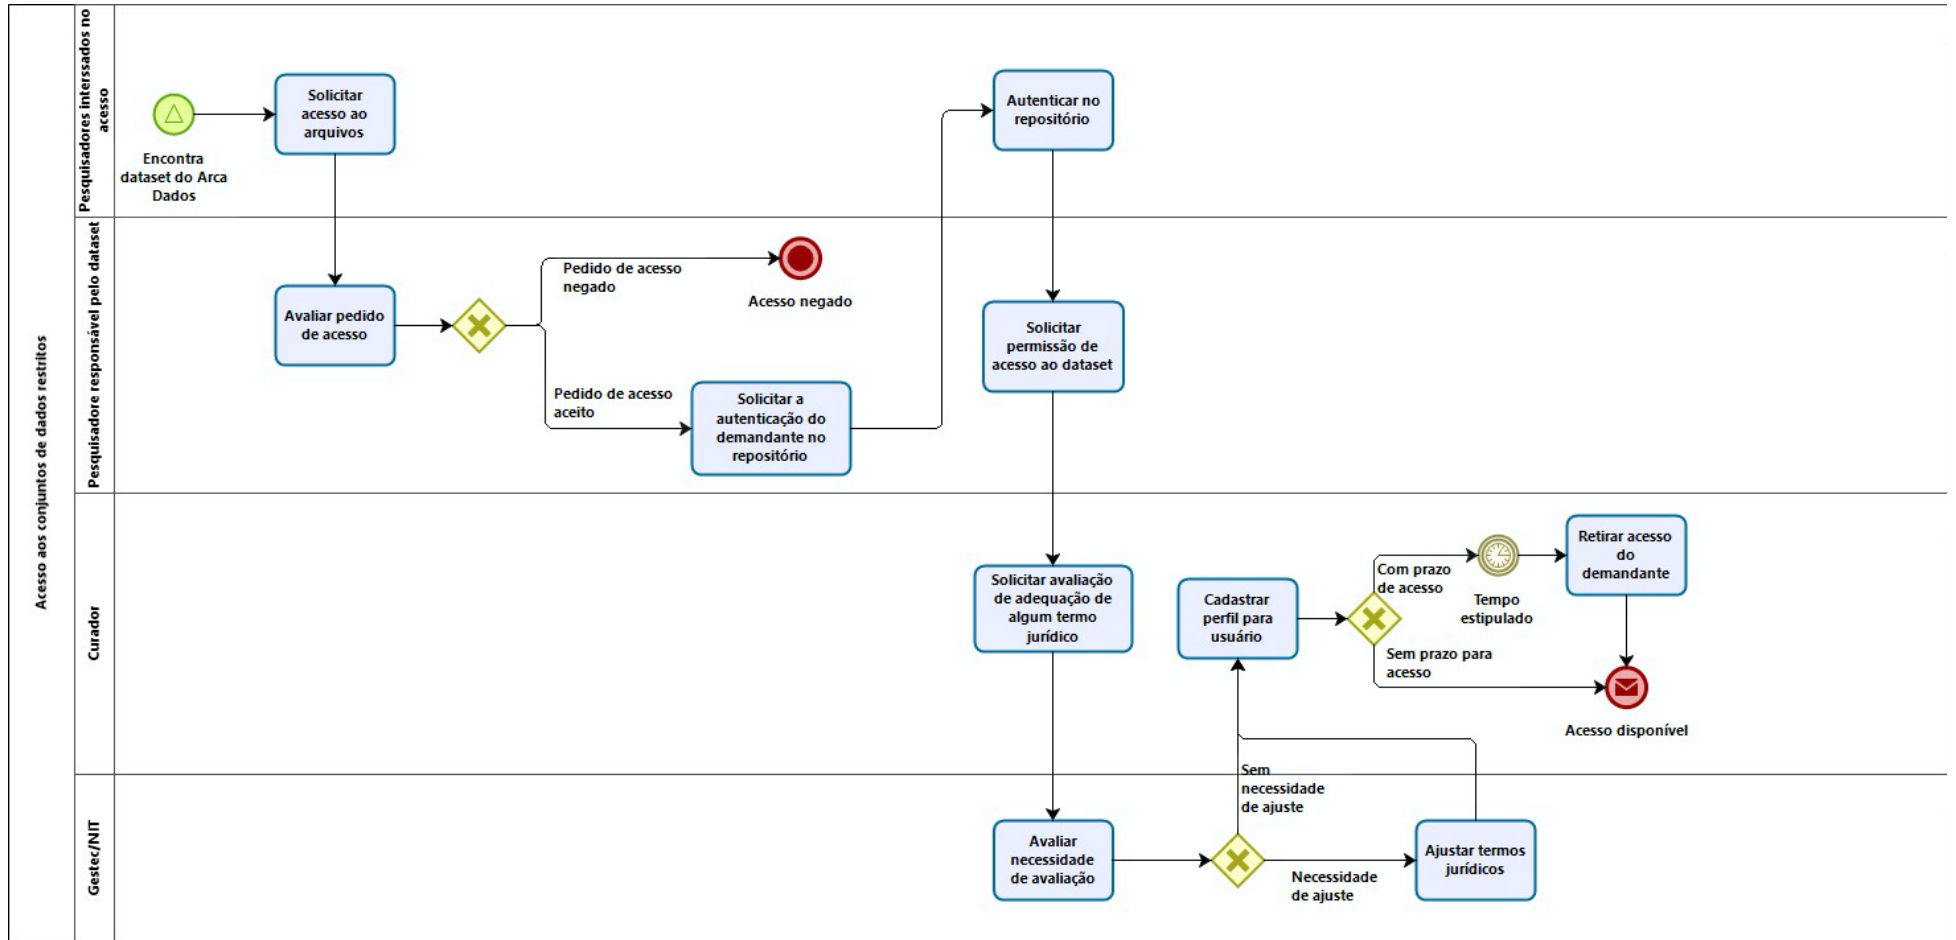 Acesso aos conjuntos de dados restritos
Pesquisadores interssados no
acesso
Encontra
dataset do Arca
Dados
Solicitar
acesso ao
arquivos
Autenticar no
repositório
Pesquisadore responsável pelo dataset
Avaliar pedido
de acesso
Pedido de acesso
negado
Acesso negado
Pedido de acesso
aceito
Solicitar a
autenticação do
demandante no
repositório
Solicitar
permissão de
acesso ao dataset
Curador
Solicitar avaliação
de adequação de
algum termo
jurídico
Cadastrar
perfil para
usuário
Com prazo
de acesso
Tempo
estipulado
Retirar acesso
do
demandante
Sem prazo para
acesso
Acesso disponível
Gestec/NIT
Avaliar
necessidade
de avaliação
Sem
necessidade
de ajuste
Necessidade
de ajuste
Ajustar termos
jurídicos